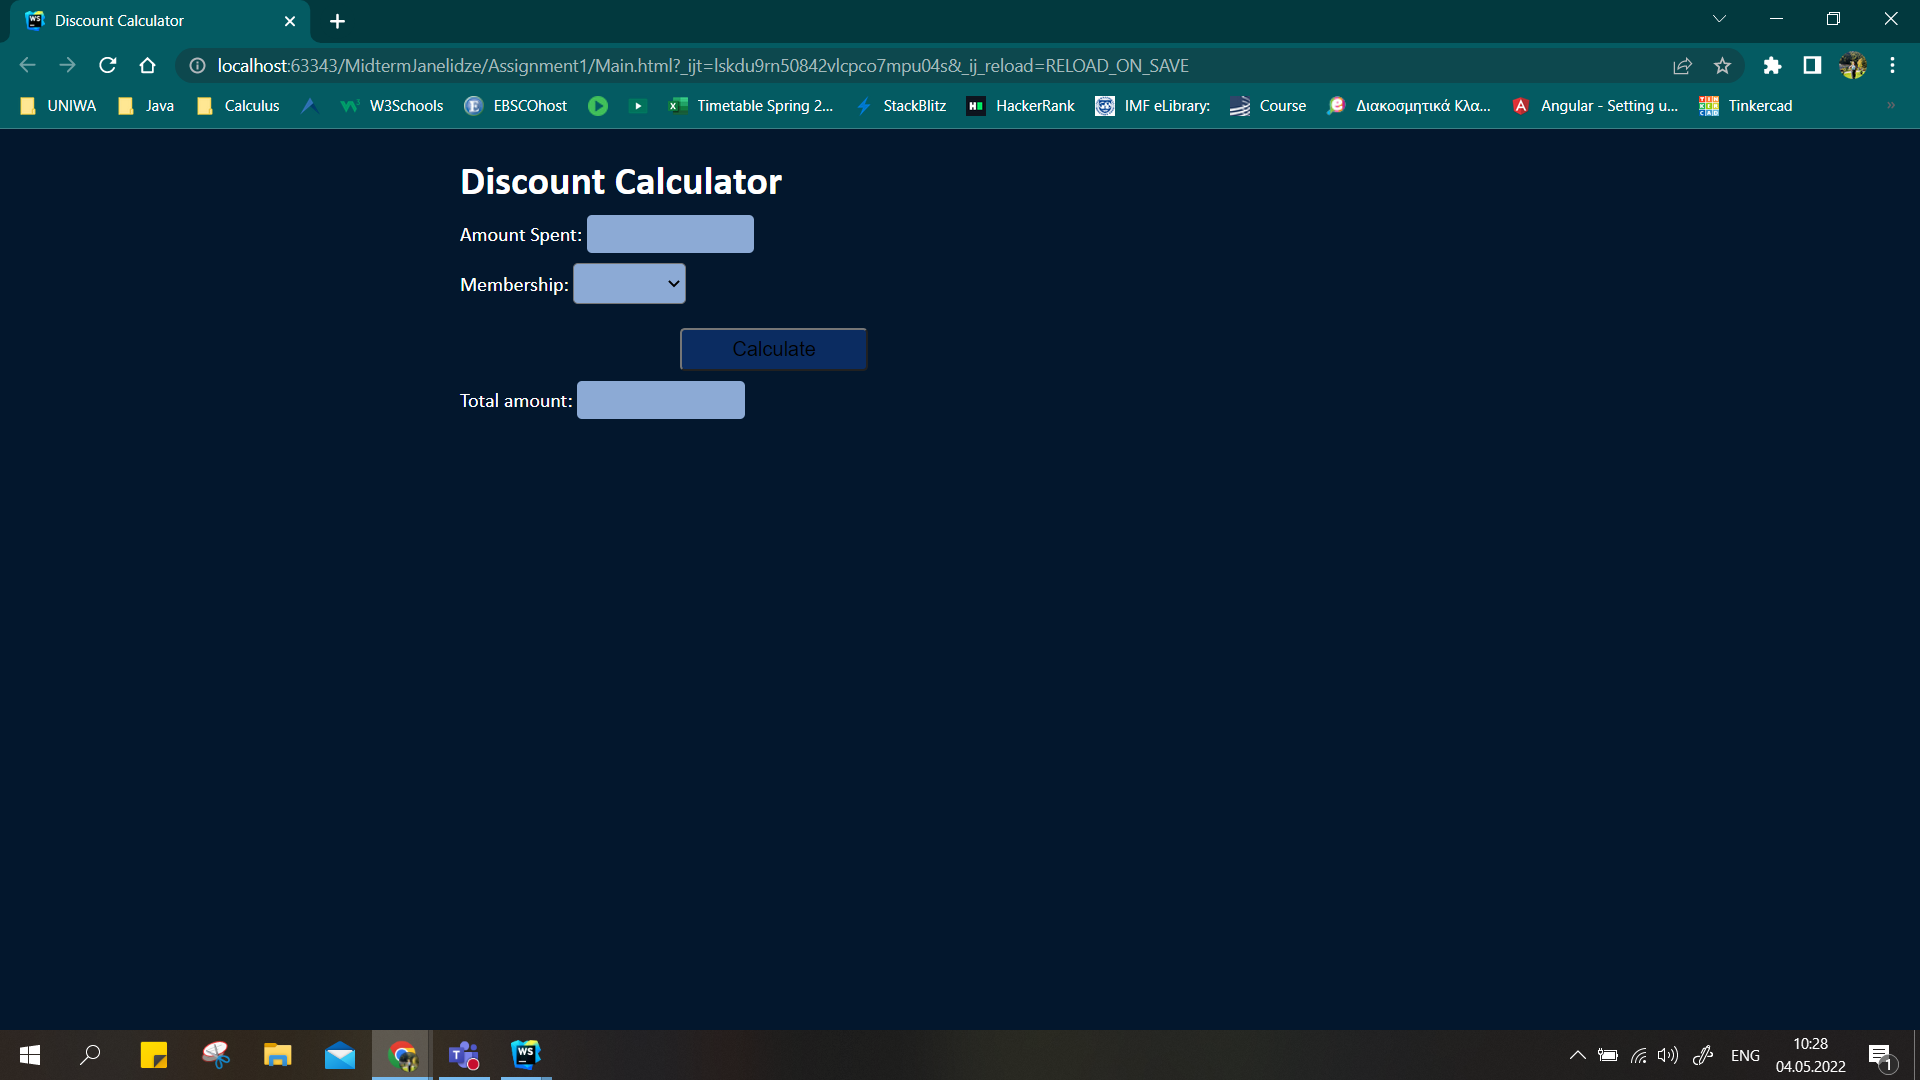 Discount Calculator
localhost:63343/MidtermJanelidze/Assignment1/Main.html?_ijt=lskdu9rn50842vlcpco7mpu04s&_ij_reload=RELOAD_ON_SAVE
UNIWA Java Calculus W3Schools EBSCOhost Timetable Spring 2... StackBlitz HackerRank IMF eLibrary: Course Διακοσμητικά Κλα... Angular - Setting u... Tinkercad »
Discount Calculator
Amount Spent:
Membership:
Calculate
Total amount:
ENG
10:28
04.05.2022
1